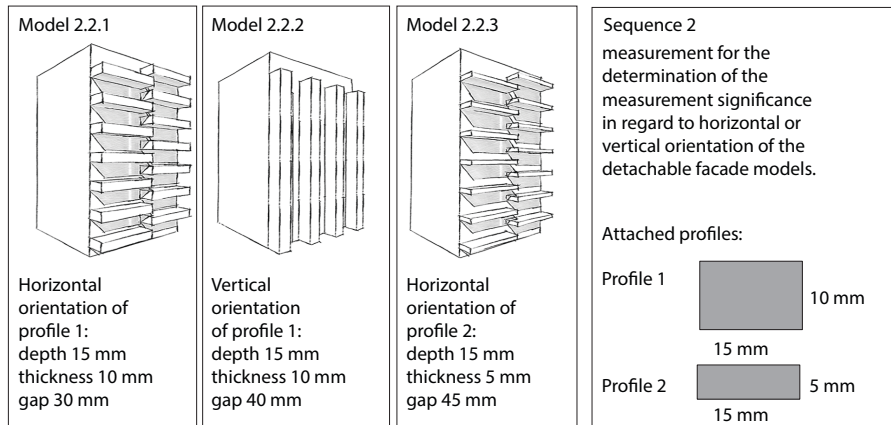 Model 2.2.1
Horizontal
orientation of
profile 1:
depth 15 mm
thickness 10 mm
gap 30 mm
Model 2.2.2
Vertical
orientation
of profile 1:
depth 15 mm
thickness 10 mm
gap 40 mm
Model 2.2.3
Horizontal
orientation of
profile 2:
depth 15 mm
thickness 5 mm
gap 45 mm
Sequence 2
measurement for the
determination of the
measurement significance
in regard to horizontal or
vertical orientation of the
detachable facade models.
Attached profiles:
Profile 1
10 mm
15 mm
Profile 2
5 mm
15 mm